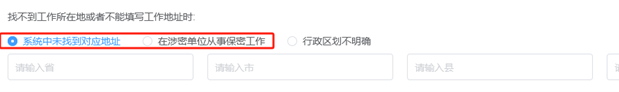 找不到工作所在地或者不能填写工作地址时:
系统中未找到对应地址 在涉密单位从事保密工作 行政区划不明确
请输入省 请输入市 请输入县